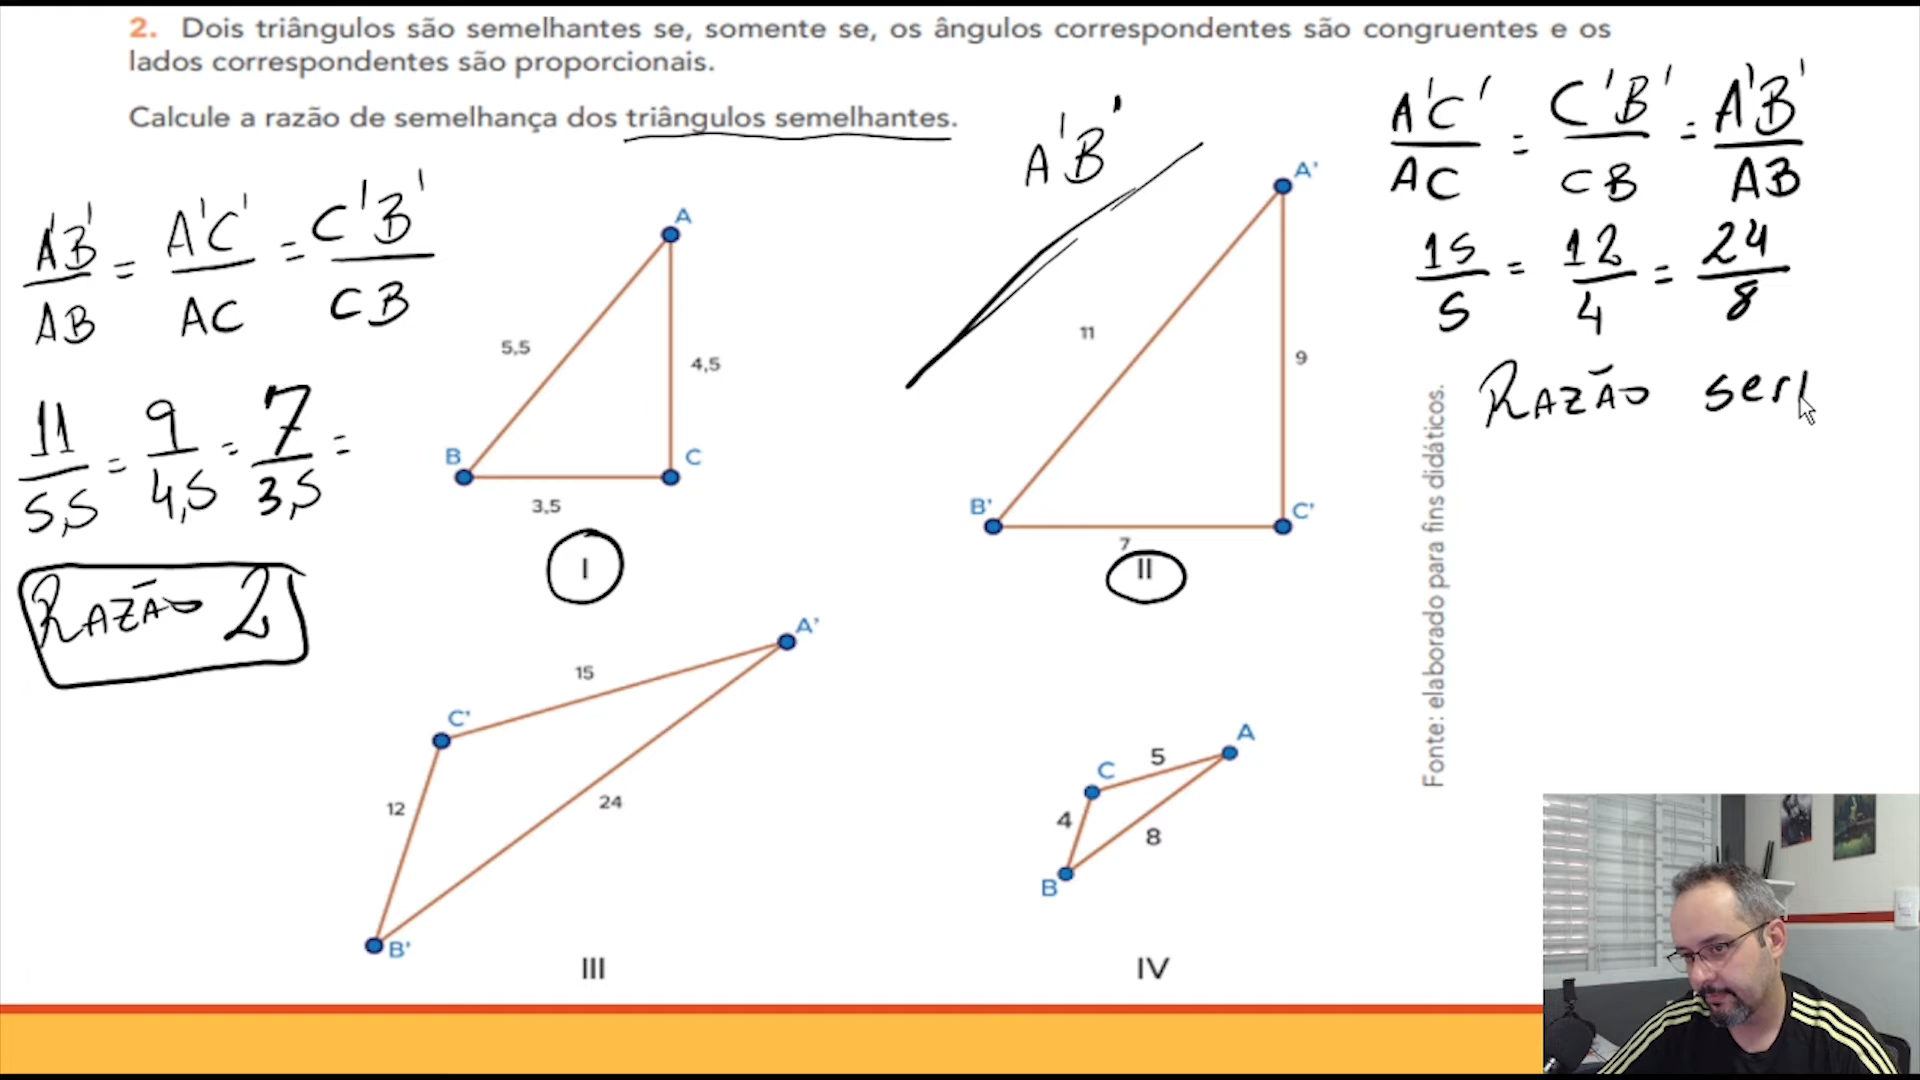 2. Dois triângulos são semelhantes se, somente se, os ângulos correspondentes são congruentes e os
lados correspondentes são proporcionais.
Calcule a razão de semelhança dos triângulos semelhantes.
A'B'/AB = A'C'/AC = C'B'/CB
11/5,5 = 9/4,5 = 7/3,5 =
RAZÃO 2
A
5,5
4,5
B
C
3,5
I
A'B'
A'
11
9
B'
C'
7
II
A'C'/AC = C'B'/CB = A'B'/AB
15/5 = 12/4 = 24/8
RAZÃO ser
Fonte: elaborado para fins didáticos.
A'
15
C'
12
24
B'
III
A
5
C
4
8
B
IV